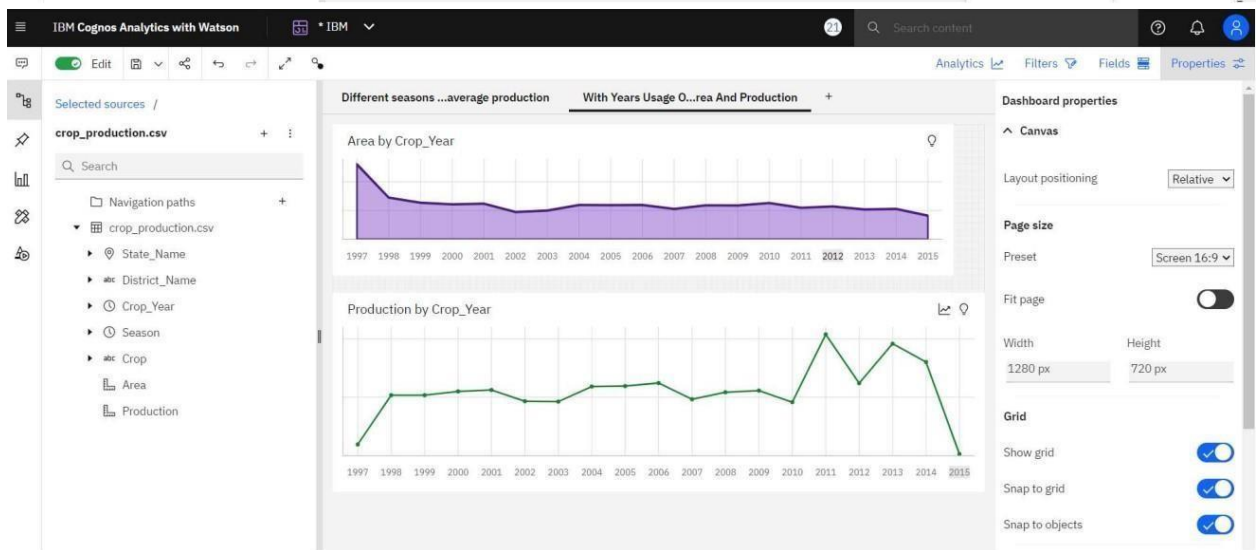 IBM Cognos Analytics with Watson
* IBM
21
Search content
Edit
Analytics
Filters
Fields
Properties
Selected sources /
crop_production.csv
Search
Navigation paths
crop_production.csv
State_Name
abc District_Name
Crop_Year
Season
abc Crop
Area
Production
Different seasons ...average production
With Years Usage O...rea And Production
Area by Crop_Year
1997 1998 1999 2000 2001 2002 2003 2004 2005 2006 2007 2008 2009 2010 2011 2012 2013 2014 2015
Production by Crop_Year
1997 1998 1999 2000 2001 2002 2003 2004 2005 2006 2007 2008 2009 2010 2011 2012 2013 2014 2015
Dashboard properties
Canvas
Layout positioning
Relative
Page size
Preset
Screen 16:9
Fit page
Width Height
1280 px 720 px
Grid
Show grid
Snap to grid
Snap to objects